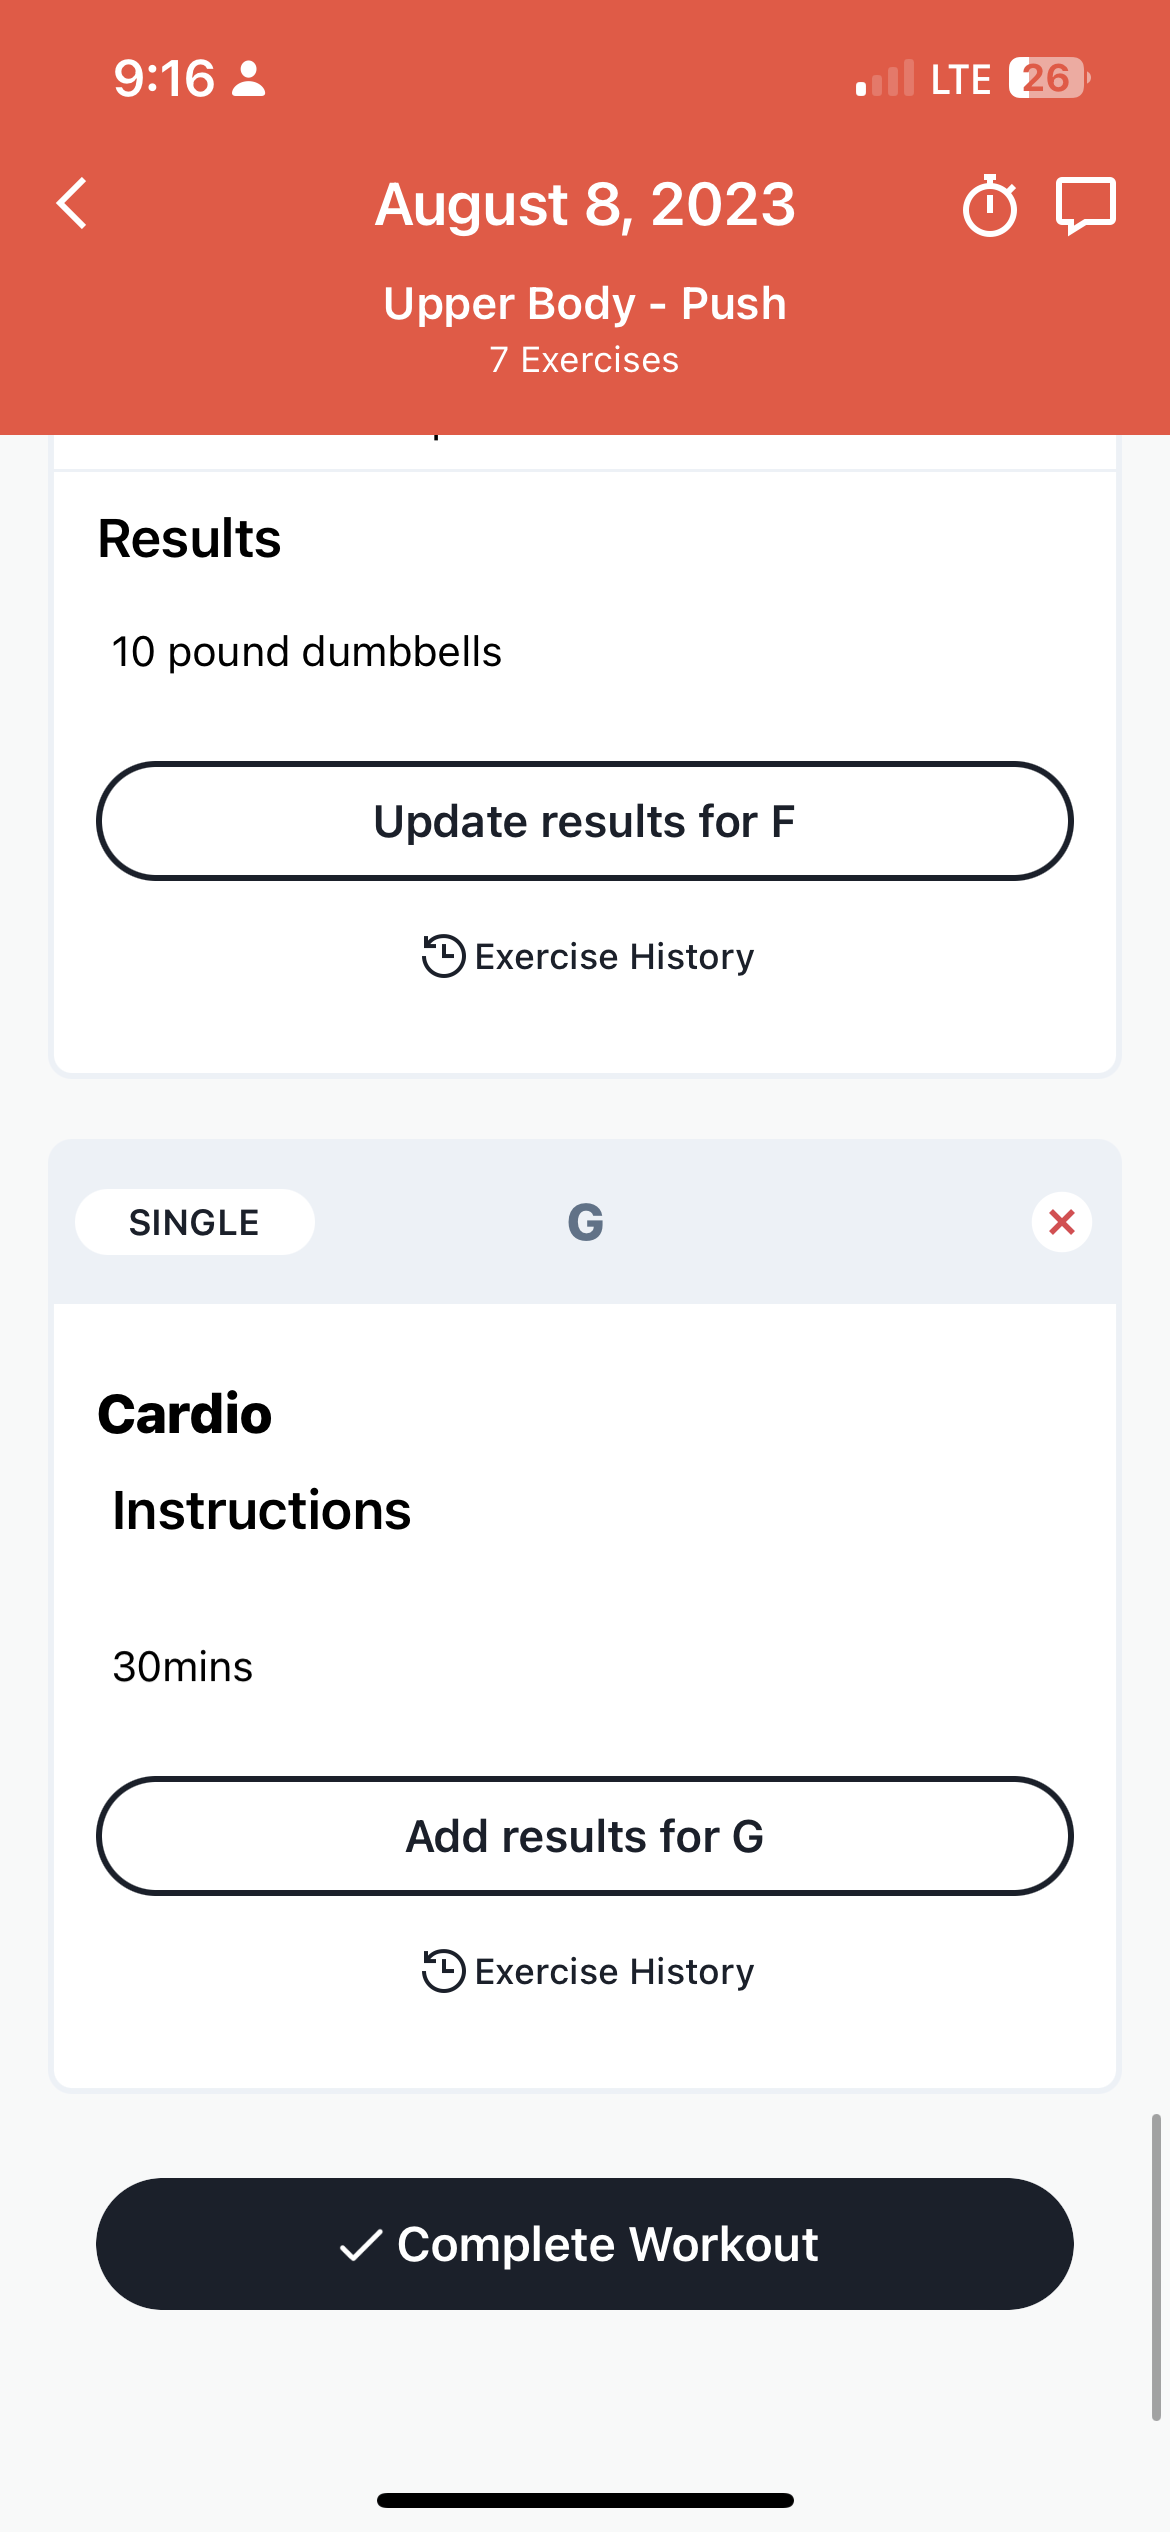 9:16
LTE
26
August 8, 2023
Upper Body - Push
7 Exercises
Results
10 pound dumbbells
Update results for F
Exercise History
SINGLE
G
Cardio
Instructions
30mins
Add results for G
Exercise History
Complete Workout